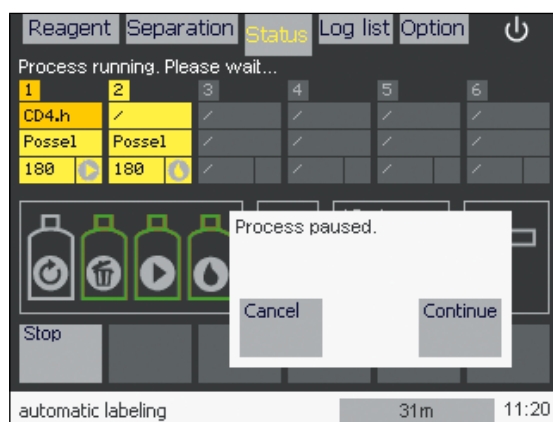 Reagent Separation Status Log list Option
Process running. Please wait...
1 2 3 4 5 6
CD4.h / / / / /
Possel Possel / / / /
180 180 / / / /
Process paused.
Cancel Continue
Stop
automatic labeling 31m 11:20